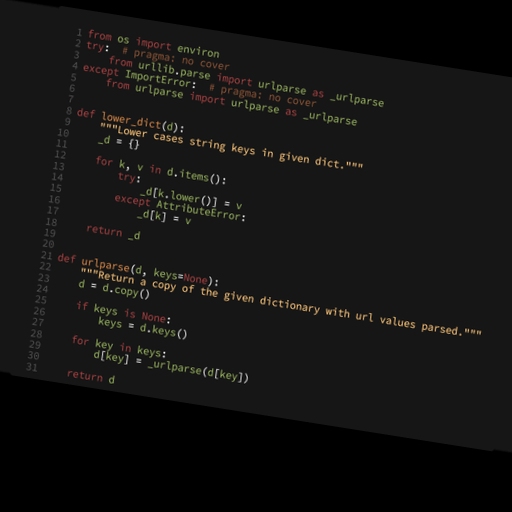 1 from os import environ
2 try:  # pragma: no cover
3     from urllib.parse import urlparse as _urlparse
4 except ImportError:  # pragma: no cover
5     from urlparse import urlparse as _urlparse
6
7
8 def lower_dict(d):
9     """Lower cases string keys in given dict."""
10     _d = {}
11
12     for k, v in d.items():
13         try:
14             _d[k.lower()] = v
15         except AttributeError:
16             _d[k] = v
17
18     return _d
19
20
21 def urlparse(d, keys=None):
22     """Return a copy of the given dictionary with url values parsed."""
23     d = d.copy()
24
25     if keys is None:
26         keys = d.keys()
27
28     for key in keys:
29         d[key] = _urlparse(d[key])
30
31     return d